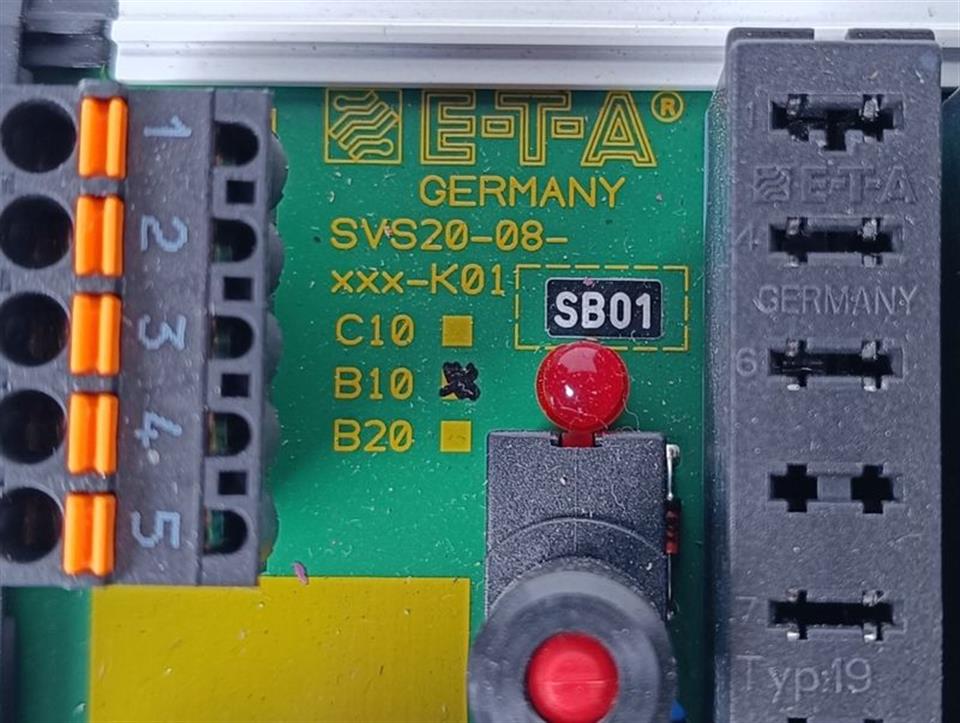 1
2
3
4
5
E-T-A®
GERMANY
SVS20-08-
xxx-K01
SB01
C10
B10
B20
1
E-T-A
4
GERMANY
6
7
Typ:19